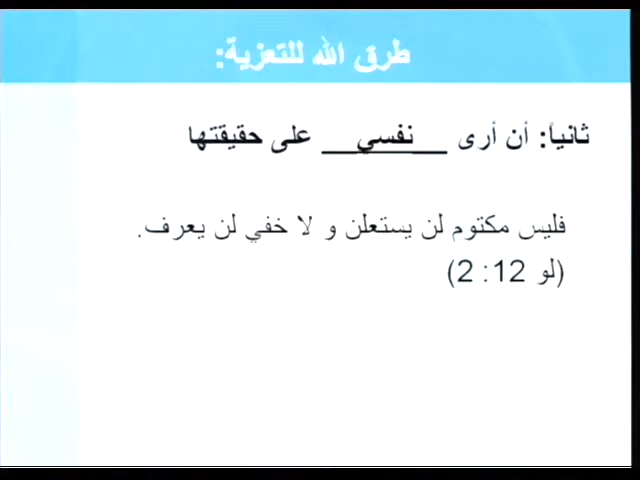 طرق الله للتعزية:
ثانياً: أن أرى __نفسي__ على حقيقتها
فليس مكتوم لن يستعلن و لا خفي لن يعرف.
(لو 12: 2)